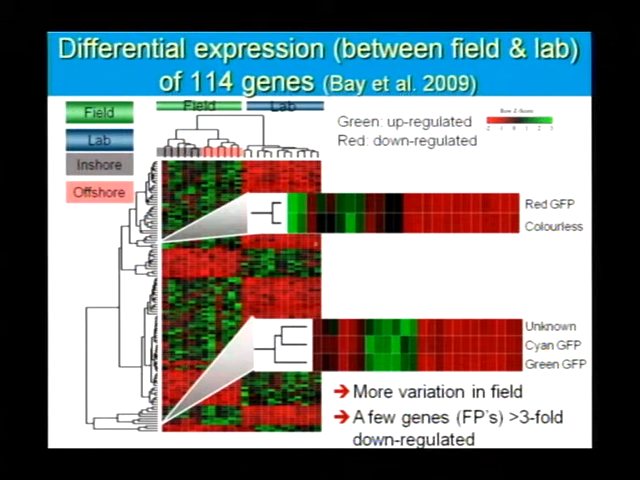 Differential expression (between field & lab)
of 114 genes (Bay et al. 2009)
Field
Lab
Inshore
Offshore
Field
Lab
Green: up-regulated
Red: down-regulated
Red GFP
Colourless
Unknown
Cyan GFP
Green GFP
➔ More variation in field
➔ A few genes (FP's) >3-fold
down-regulated